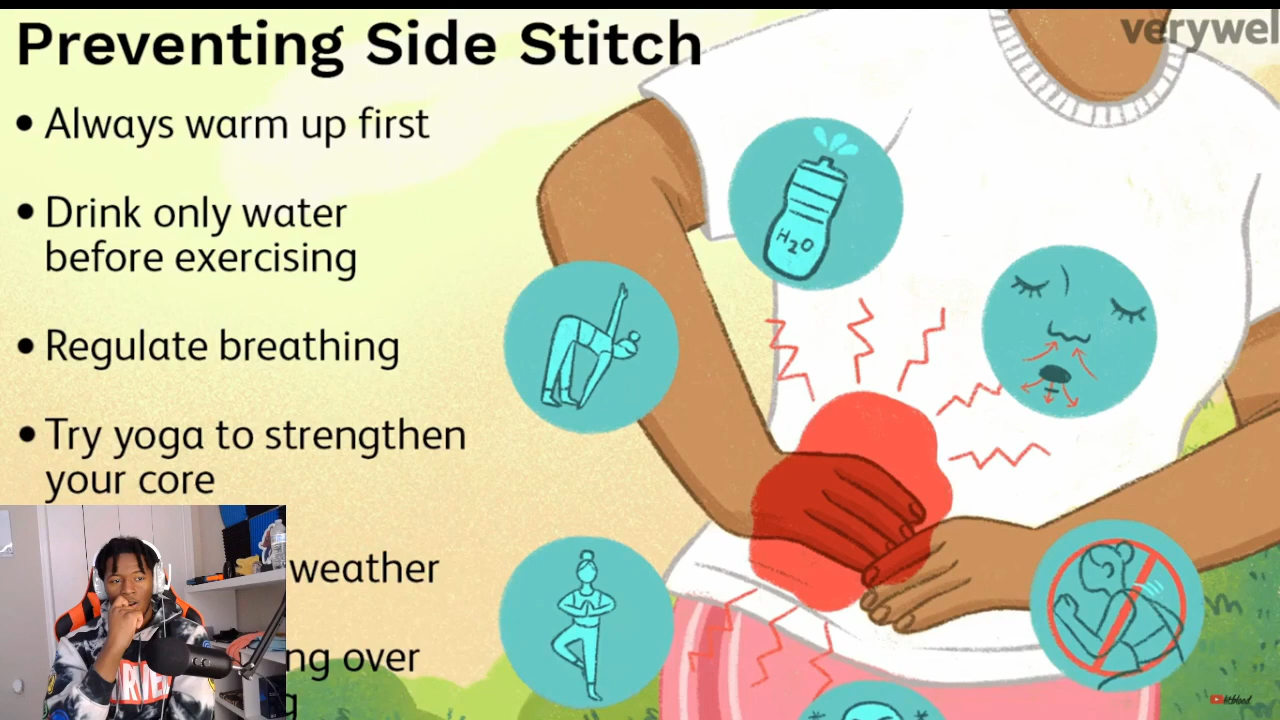 Preventing Side Stitch
verywel
• Always warm up first
• Drink only water
before exercising
• Regulate breathing
• Try yoga to strengthen
your core
weather
ng over
g
H2O